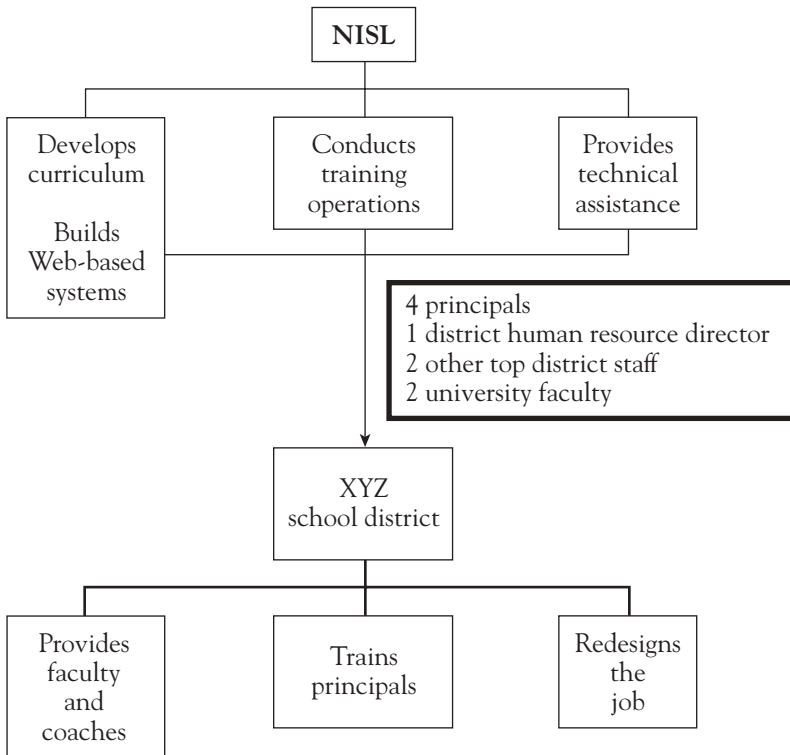 NISL
Develops
curriculum
Builds
Web-based
systems
Conducts
training
operations
Provides
technical
assistance
4 principals
1 district human resource director
2 other top district staff
2 university faculty
XYZ
school district
Provides
faculty
and
coaches
Trains
principals
Redesigns
the
job